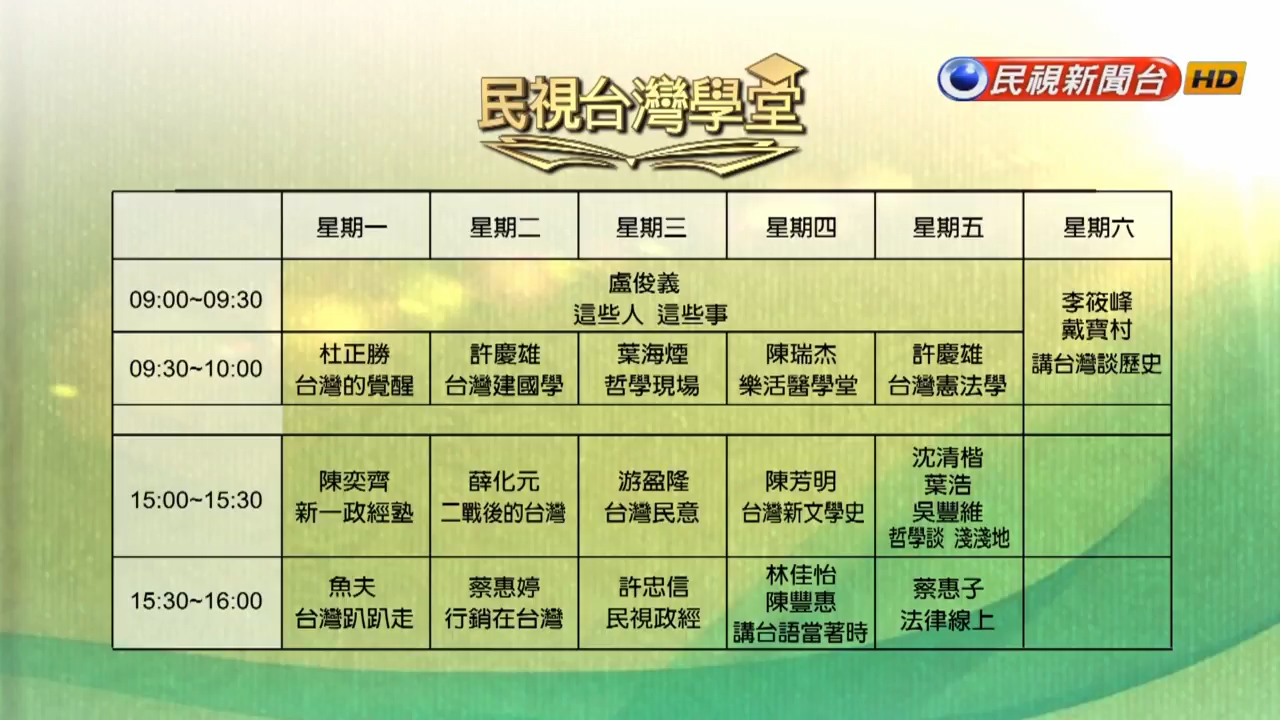 民視新聞台 HD
民視台灣學堂
星期一 星期二 星期三 星期四 星期五 星期六
09:00~09:30
盧俊義
這些人 這些事
李筱峰
戴寶村
講台灣談歷史
09:30~10:00
杜正勝
台灣的覺醒
許慶雄
台灣建國學
葉海煙
哲學現場
陳瑞杰
樂活醫學堂
許慶雄
台灣憲法學
15:00~15:30
陳奕齊
新一政經塾
薛化元
二戰後的台灣
游盈隆
台灣民意
陳芳明
台灣新文學史
沈清楷
葉浩
吳豐維
哲學談 淺淺地
15:30~16:00
魚夫
台灣趴趴走
蔡惠婷
行銷在台灣
許忠信
民視政經
林佳怡
陳豐惠
講台語當著時
蔡惠子
法律線上